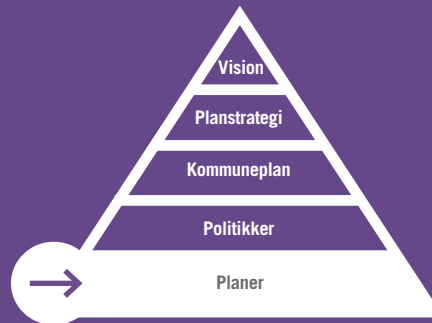 Vision
Planstrategi
Kommuneplan
Politikker
Planer